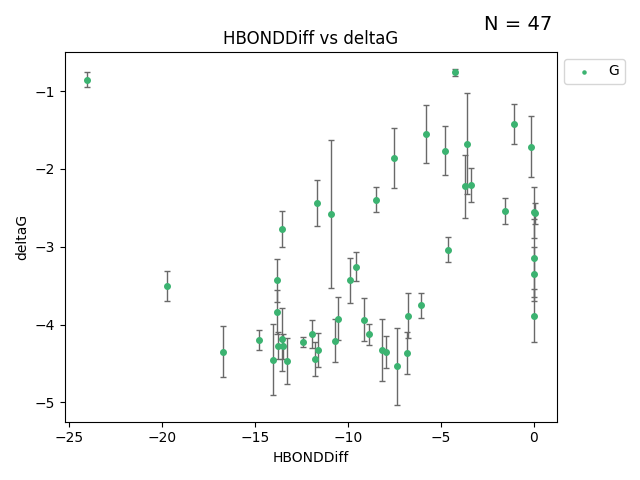 N = 47
HBONDDiff vs deltaG
G
deltaG
−1
−2
−3
−4
−5
−25
−20
−15
−10
−5
0
HBONDDiff